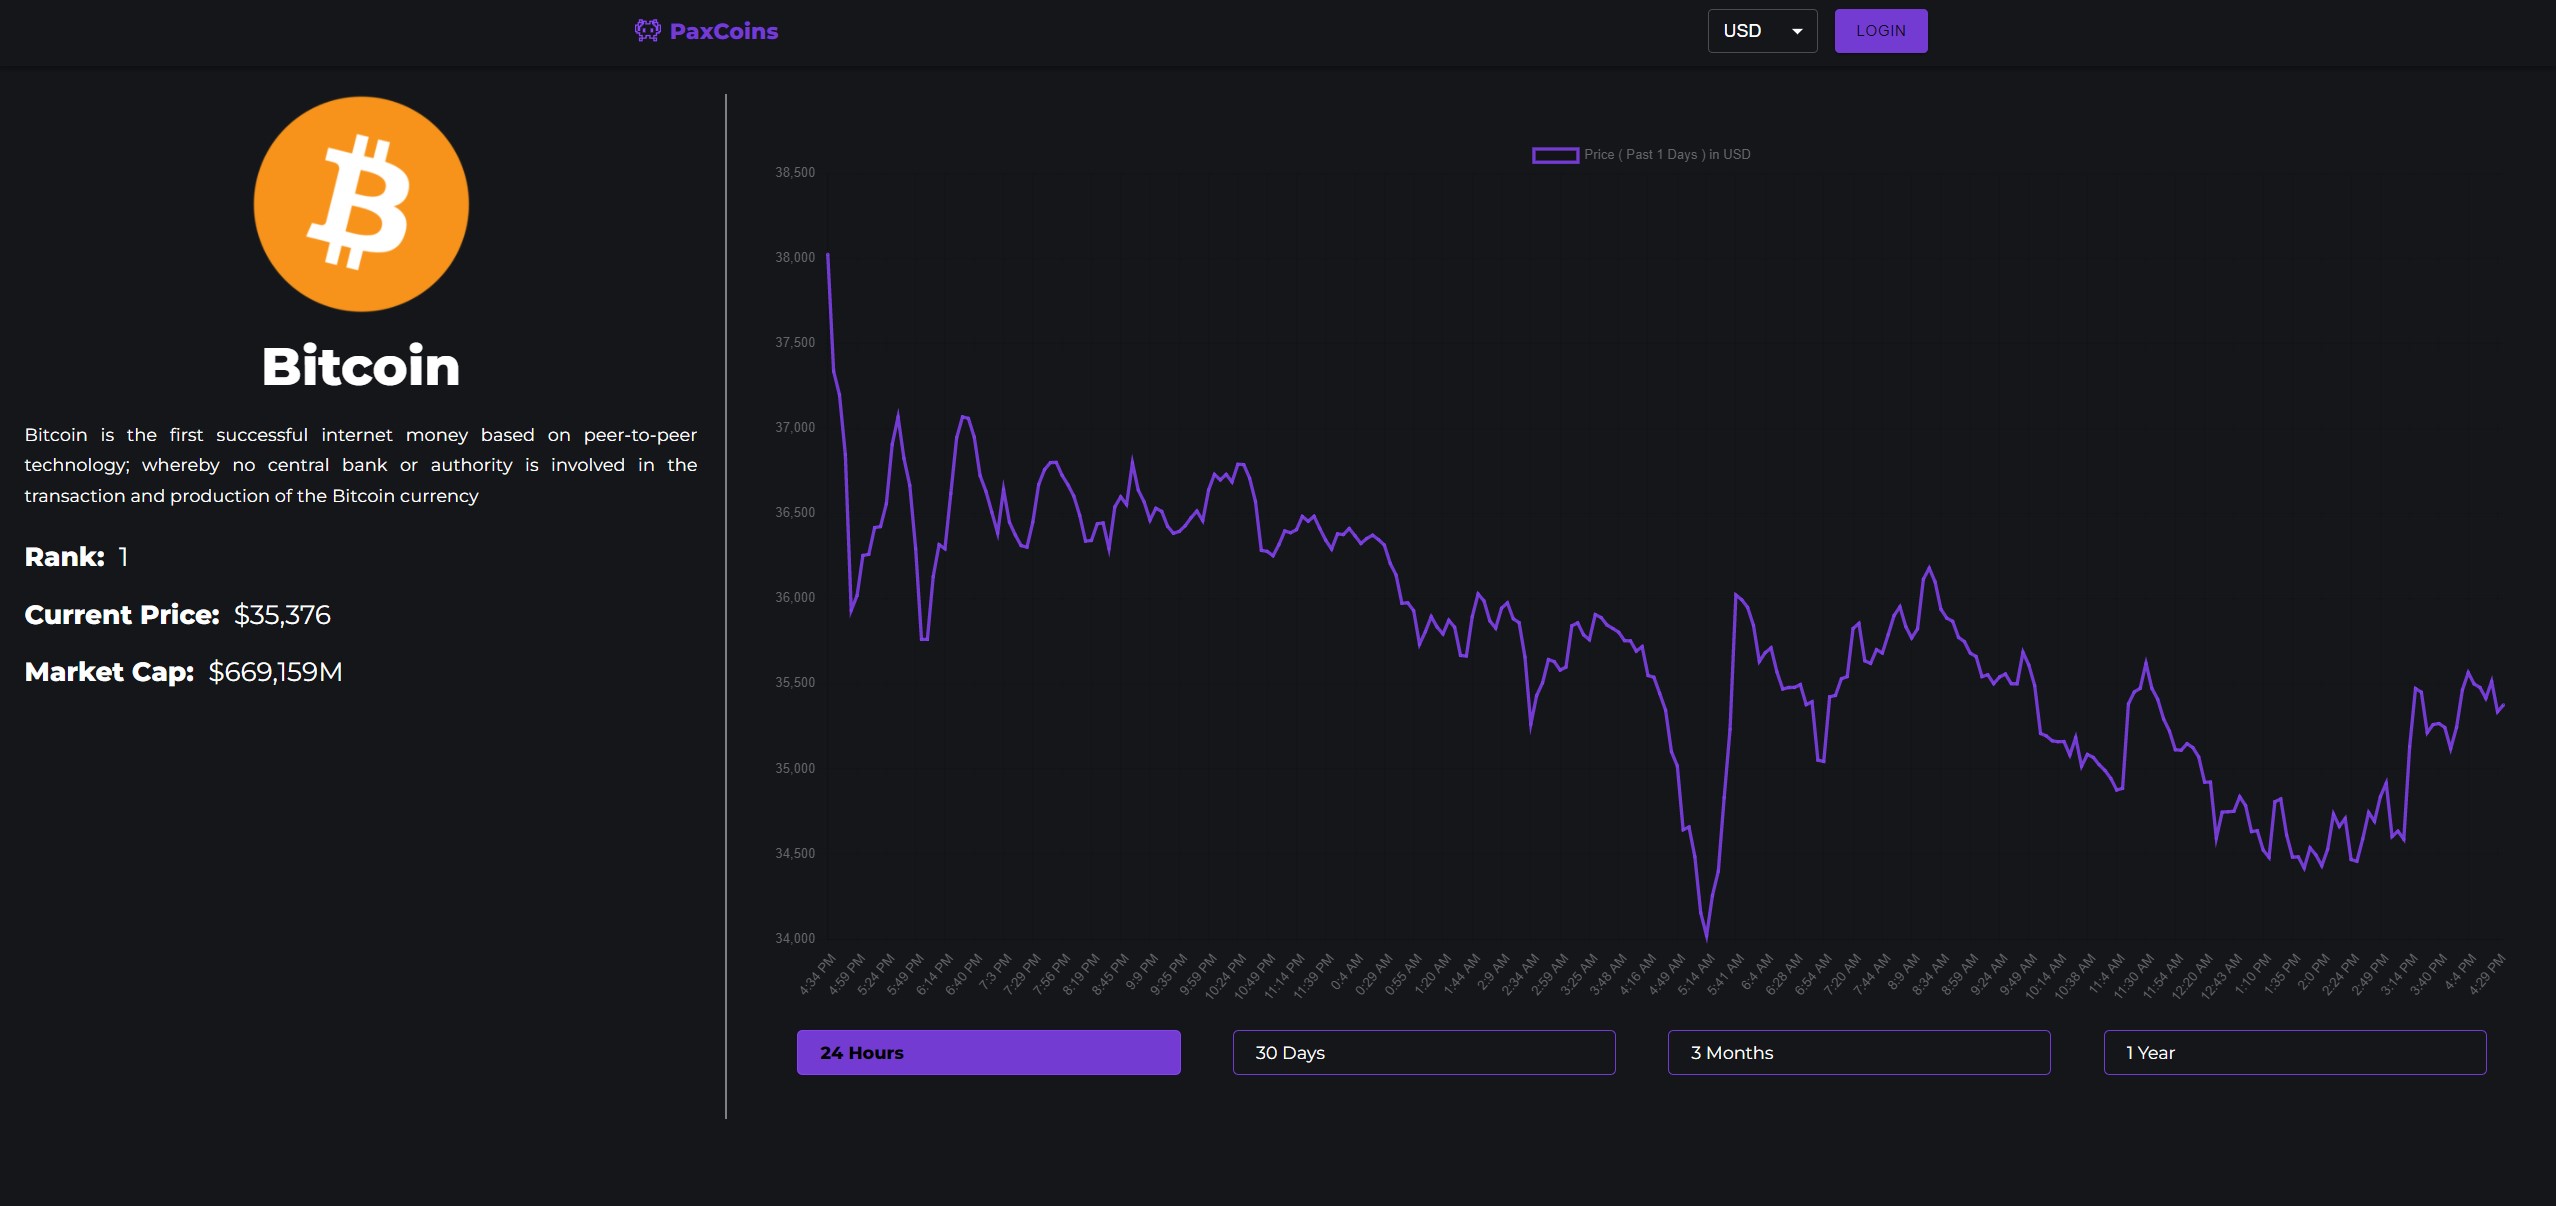 PaxCoins
USD
LOGIN
Bitcoin
Bitcoin is the first successful internet money based on peer-to-peer
technology; whereby no central bank or authority is involved in the
transaction and production of the Bitcoin currency
Rank: 1
Current Price: $35,376
Market Cap: $669,159M
Price ( Past 1 Days ) in USD
38,500
38,000
37,500
37,000
36,500
36,000
35,500
35,000
34,500
34,000
4:34 PM
4:59 PM
5:24 PM
5:49 PM
6:14 PM
6:40 PM
7:3 PM
7:29 PM
7:56 PM
8:19 PM
8:45 PM
9:9 PM
9:35 PM
9:59 PM
10:24 PM
10:49 PM
11:14 PM
11:39 PM
0:4 AM
0:29 AM
0:55 AM
1:20 AM
1:44 AM
2:9 AM
2:34 AM
2:59 AM
3:25 AM
3:48 AM
4:16 AM
4:49 AM
5:14 AM
5:41 AM
6:4 AM
6:28 AM
6:54 AM
7:20 AM
7:44 AM
8:9 AM
8:34 AM
8:59 AM
9:24 AM
9:49 AM
10:14 AM
10:38 AM
11:4 AM
11:30 AM
11:54 AM
12:20 AM
12:43 AM
1:10 PM
1:35 PM
2:0 PM
2:24 PM
2:49 PM
3:14 PM
3:40 PM
4:4 PM
4:29 PM
24 Hours
30 Days
3 Months
1 Year